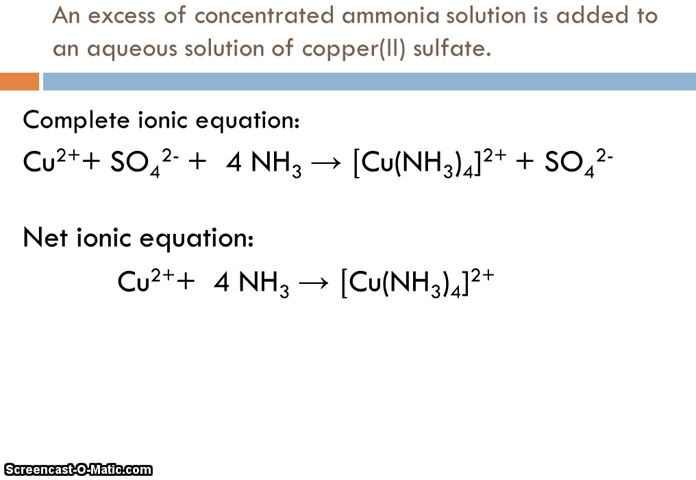 An excess of concentrated ammonia solution is added to
an aqueous solution of copper(II) sulfate.
Complete ionic equation:
Cu²⁺+ SO₄²⁻ + 4 NH₃ → [Cu(NH₃)₄]²⁺ + SO₄²⁻
Net ionic equation:
Cu²⁺+ 4 NH₃ → [Cu(NH₃)₄]²⁺
Screencast-O-Matic.com